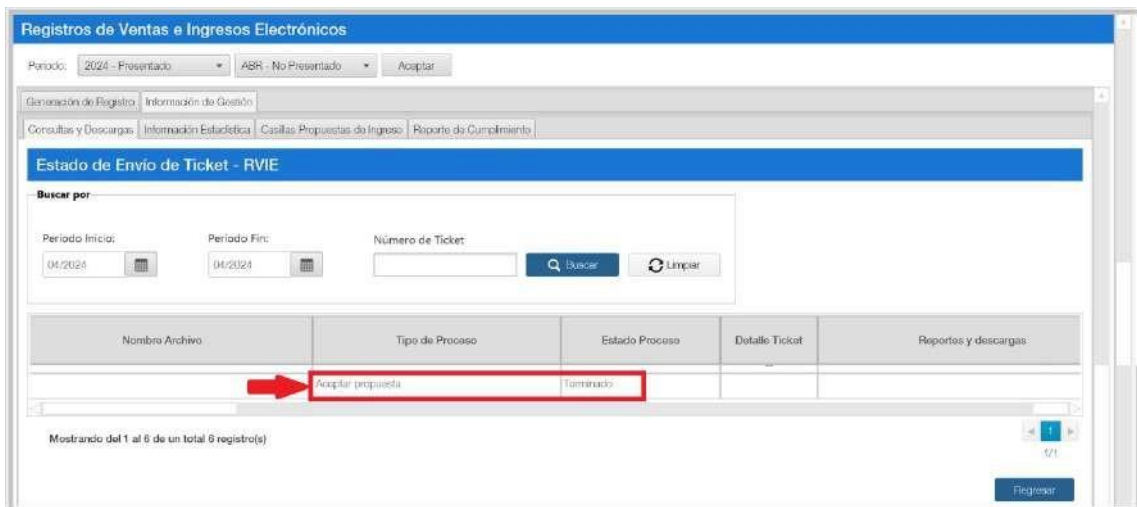 Registros de Ventas e Ingresos Electrónicos
Periodo: 2024 - Presentado ABR - No Presentado Aceptar
Generación de Registro Información de Gestión
Consultas y Descargas Información Estadística Casillas Propuestas de Ingreso Reporte de Cumplimiento
Estado de Envío de Ticket - RVIE
Buscar por
Periodo Inicio: Periodo Fin: Número de Ticket
04/2024 04/2024 Buscar Limpiar
Nombre Archivo Tipo de Proceso Estado Proceso Detalle Ticket Reportes y descargas
Aceptar propuesta Terminado
Mostrando del 1 al 6 de un total 6 registro(s)
1
1/1
Regresar